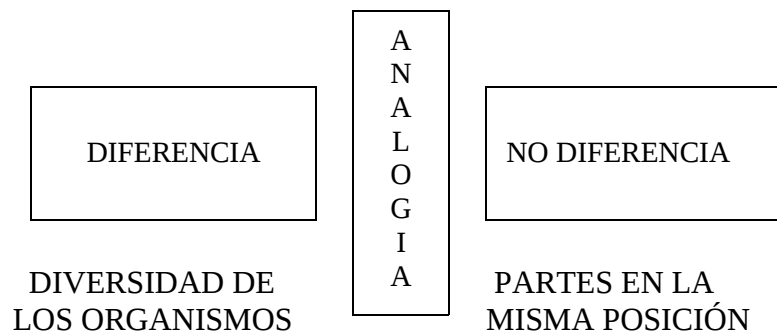 DIFERENCIA
DIVERSIDAD DE
LOS ORGANISMOS
A
N
A
L
O
G
I
A
NO DIFERENCIA
PARTES EN LA
MISMA POSICIÓN